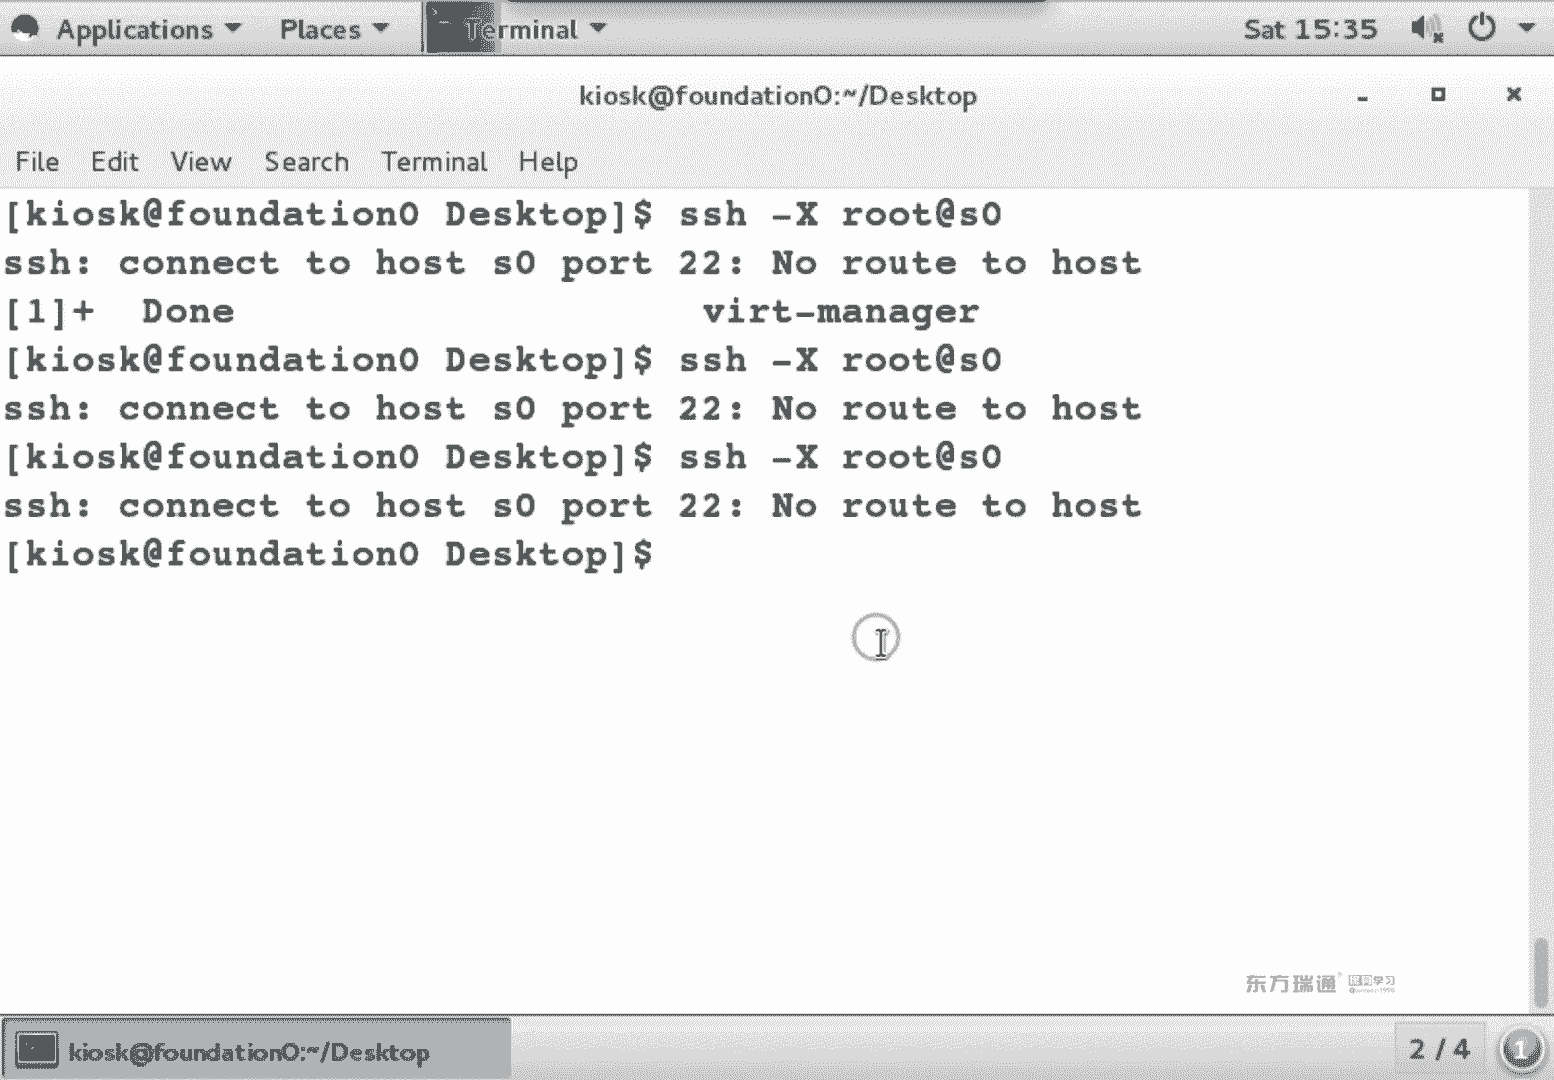 Applications Places Terminal Sat 15:35
kiosk@foundation0:~/Desktop
File Edit View Search Terminal Help
[kiosk@foundation0 Desktop]$ ssh -X root@s0
ssh: connect to host s0 port 22: No route to host
[1]+  Done                    virt-manager
[kiosk@foundation0 Desktop]$ ssh -X root@s0
ssh: connect to host s0 port 22: No route to host
[kiosk@foundation0 Desktop]$ ssh -X root@s0
ssh: connect to host s0 port 22: No route to host
[kiosk@foundation0 Desktop]$
东方瑞通
kiosk@foundation0:~/Desktop 2 / 4 1